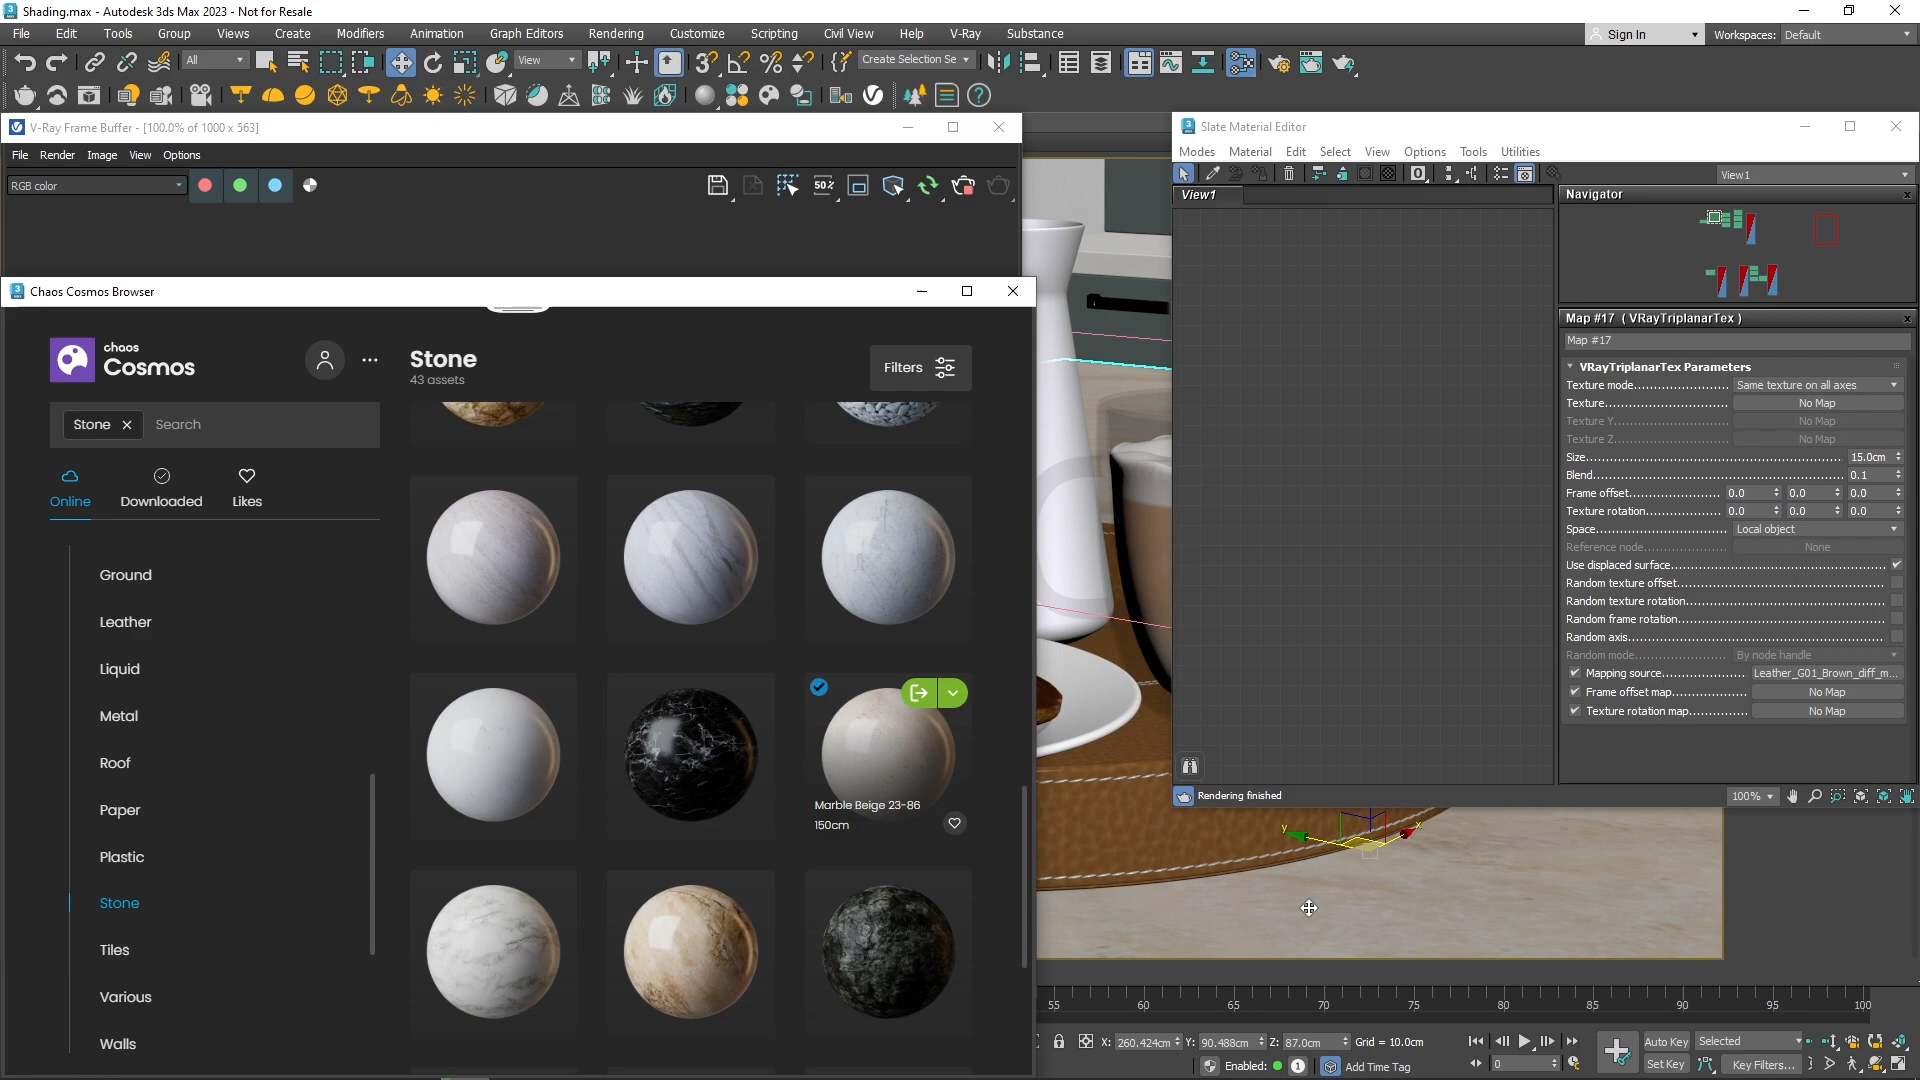 Shading.max - Autodesk 3ds Max 2023 - Not for Resale
File Edit Tools Group Views Create Modifiers Animation Graph Editors Rendering Customize Scripting Civil View Help V-Ray Substance
Sign In
Workspaces: Default
All
View
Create Selection Se
V-Ray Frame Buffer - [100.0% of 1000 x 563]
File Render Image View Options
RGB color
50%
Chaos Cosmos Browser
chaos
Cosmos
Stone
43 assets
Filters
Stone
Search
Online
Downloaded
Likes
Ground
Leather
Liquid
Metal
Roof
Paper
Plastic
Stone
Tiles
Various
Walls
Marble Beige 23-86
150cm
Slate Material Editor
Modes Material Edit Select View Options Tools Utilities
View1
View1
Navigator
Map #17 ( VRayTriplanarTex )
Map #17
VRayTriplanarTex Parameters
Texture mode Same texture on all axes
Texture No Map
Texture Y No Map
Texture Z No Map
Size 15.0cm
Blend 0.1
Frame offset 0.0 0.0 0.0
Texture rotation 0.0 0.0 0.0
Space Local object
Reference node None
Use displaced surface
Random texture offset
Random texture rotation
Random frame rotation
Random axis
Random mode By node handle
Mapping source Leather_G01_Brown_diff_m...
Frame offset map No Map
Texture rotation map No Map
Rendering finished
100%
y
x
55 60 65 70 75 80 85 90 95 100
X: 260.424cm Y: 90.488cm Z: 87.0cm Grid = 10.0cm
Auto Key
Selected
Enabled: 1
Add Time Tag
0
Set Key
Key Filters...